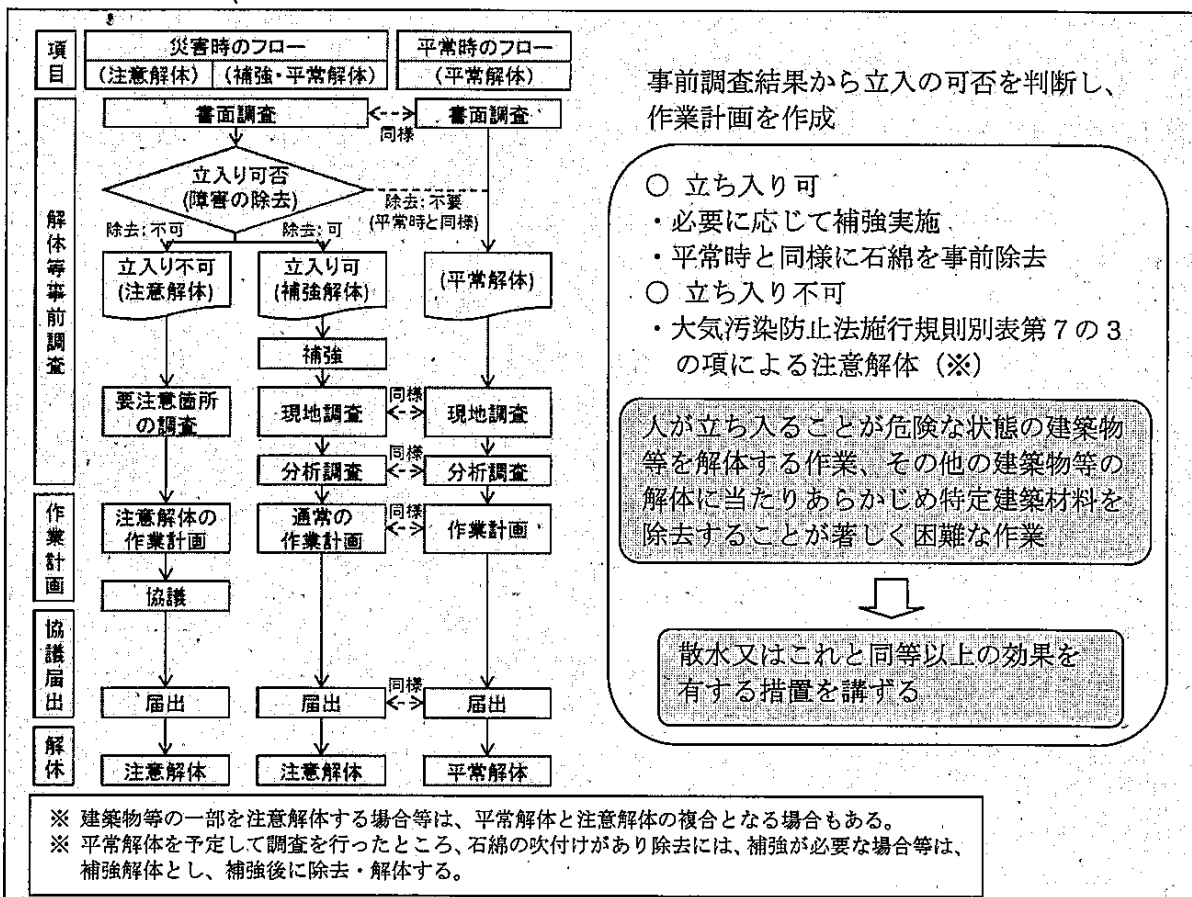 項目
災害時のフロー
(注意解体)
(補強・平常解体)
平常時のフロー
(平常解体)
解体等事前調査
書面調査
同様
書面調査
立入り可否
(障害の除去)
除去:不要
(平常時と同様)
除去:不可
除去:可
立入り不可
(注意解体)
立入り可
(補強解体)
(平常解体)
補強
要注意箇所
の調査
現地調査
同様
現地調査
分析調査
同様
分析調査
作業計画
注意解体の
作業計画
通常の
作業計画
同様
作業計画
協議
協議届出
届出
届出
同様
届出
解体
注意解体
注意解体
平常解体
事前調査結果から立入の可否を判断し、
作業計画を作成
○ 立ち入り可
・必要に応じて補強実施
・平常時と同様に石綿を事前除去
○ 立ち入り不可
・大気汚染防止法施行規則別表第7の3
の項による注意解体(※)
人が立ち入ることが危険な状態の建築物
等を解体する作業、その他の建築物等の
解体に当たりあらかじめ特定建築材料を
除去することが著しく困難な作業
散水又はこれと同等以上の効果を
有する措置を講ずる
※ 建築物等の一部を注意解体する場合等は、平常解体と注意解体の複合となる場合もある。
※ 平常解体を予定して調査を行ったところ、石綿の吹付けがあり除去には、補強が必要な場合等は、
補強解体とし、補強後に除去・解体する。